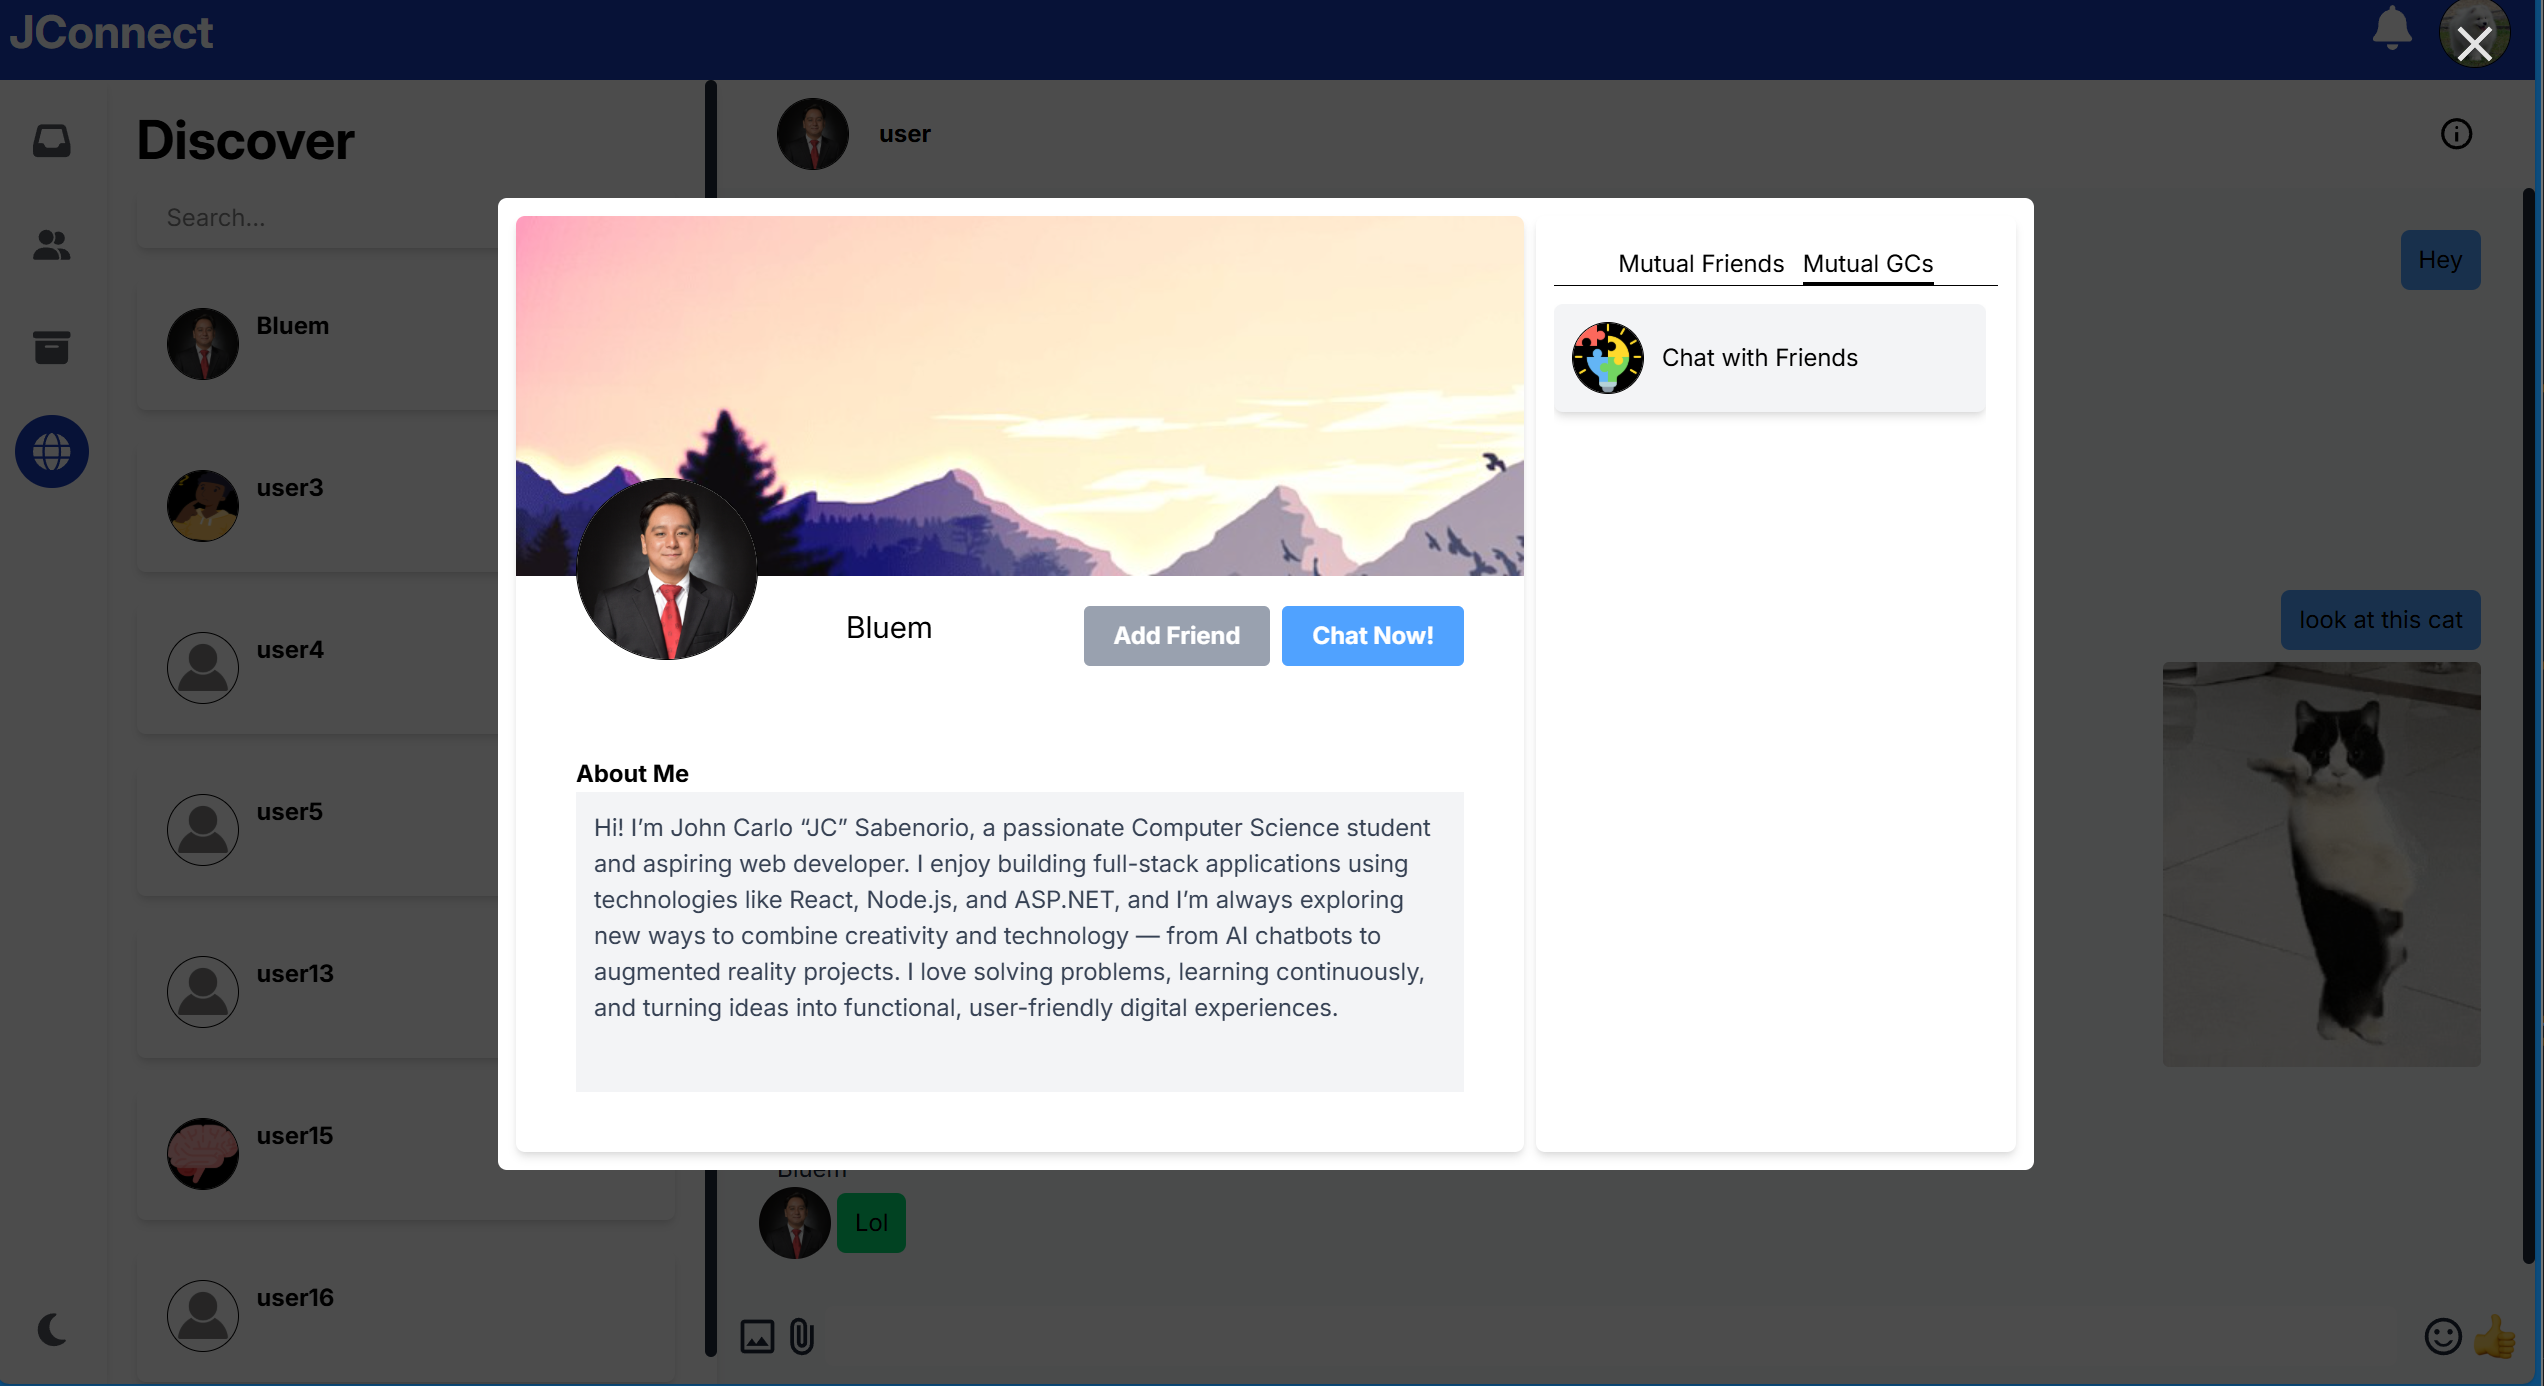 JConnect
Discover
Search...
Bluem
user3
user4
user5
user13
user15
user16
user
Hey
look at this cat
Bluem
Lol
Bluem
Add Friend
Chat Now!
About Me
Hi! I’m John Carlo “JC” Sabenorio, a passionate Computer Science student
and aspiring web developer. I enjoy building full-stack applications using
technologies like React, Node.js, and ASP.NET, and I’m always exploring
new ways to combine creativity and technology — from AI chatbots to
augmented reality projects. I love solving problems, learning continuously,
and turning ideas into functional, user-friendly digital experiences.
Mutual Friends Mutual GCs
Chat with Friends